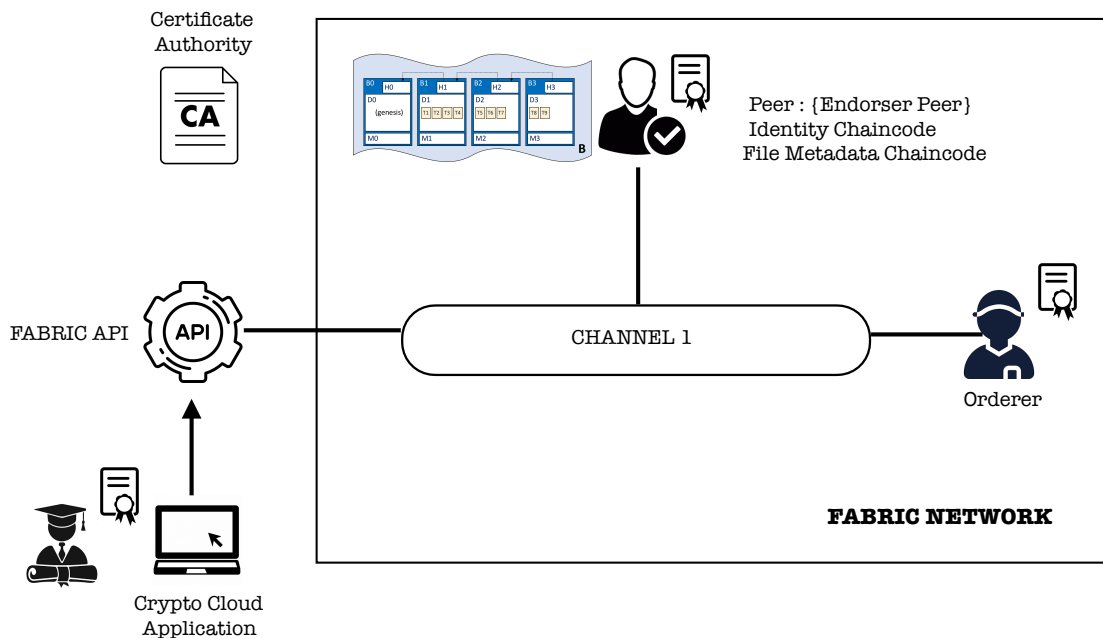 Certificate
Authority
CA
B0 H0 B1 H1 B2 H2 B3 H3
D0 D1 D2 D3
(genesis) T1 T2 T3 T4 T5 T6 T7 T8 T9
M0 M1 M2 M3
B
Peer : {Endorser Peer}
Identity Chaincode
File Metadata Chaincode
FABRIC API
API
CHANNEL 1
Orderer
FABRIC NETWORK
Crypto Cloud
Application